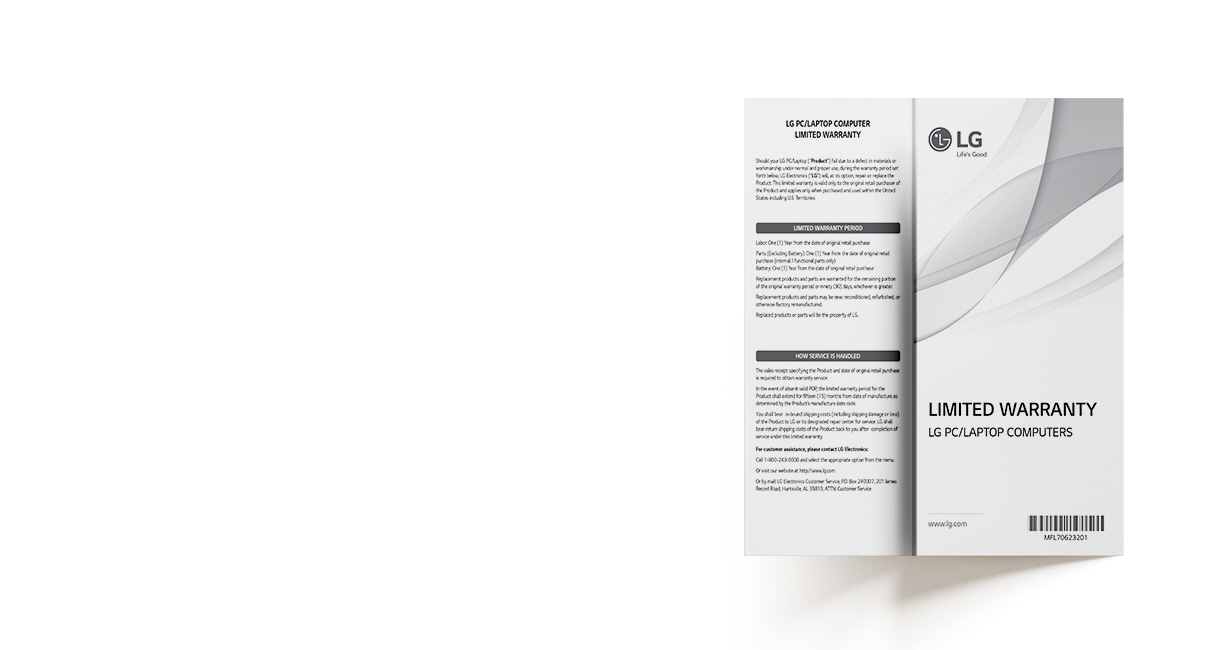 LG PC/LAPTOP COMPUTER
LIMITED WARRANTY
Should your LG PC/Laptop ("Product") fail due to a defect in materials or
workmanship under normal and proper use, during the warranty period set
forth below, LG Electronics ("LG") will, at its option, repair or replace the
Product. This limited warranty is valid only to the original retail purchaser of
the Product and applies only when purchased and used within the United
States including U.S. Territories.
LIMITED WARRANTY PERIOD
Labor: One (1) Year from the date of original retail purchase.
Parts (Excluding Battery): One (1) Year from the date of original retail
purchase (internal / functional parts only)
Battery: One (1) Year from the date of original retail purchase
Replacement products and parts are warranted for the remaining portion
of the original warranty period or ninety (90) days, whichever is greater.
Replacement products and parts may be new, reconditioned, refurbished, or
otherwise factory remanufactured.
Replaced products or parts will be the property of LG.
HOW SERVICE IS HANDLED
The sales receipt specifying the Product and date of original retail purchase
is required to obtain warranty service.
In the event of absent valid POP, the limited warranty period for the
Product shall extend for fifteen (15) months from date of manufacture as
determined by the Product's manufacture date code.
You shall bear in-bound shipping costs (including shipping damage or loss)
of the Product to LG or its designated repair center for service. LG shall
bear return shipping costs of the Product back to you after completion of
service under this limited warranty.
For customer assistance, please contact LG Electronics:
Call 1-800-243-0000 and select the appropriate option from the menu.
Or visit our website at http://www.lg.com.
Or by mail: LG Electronics Customer Service, P.O. Box 240007, 201 James
Record Road, Huntsville, AL 35813, ATTN: Customer Service
LG
Life's Good
LIMITED WARRANTY
LG PC/LAPTOP COMPUTERS
www.lg.com
MFL70623201